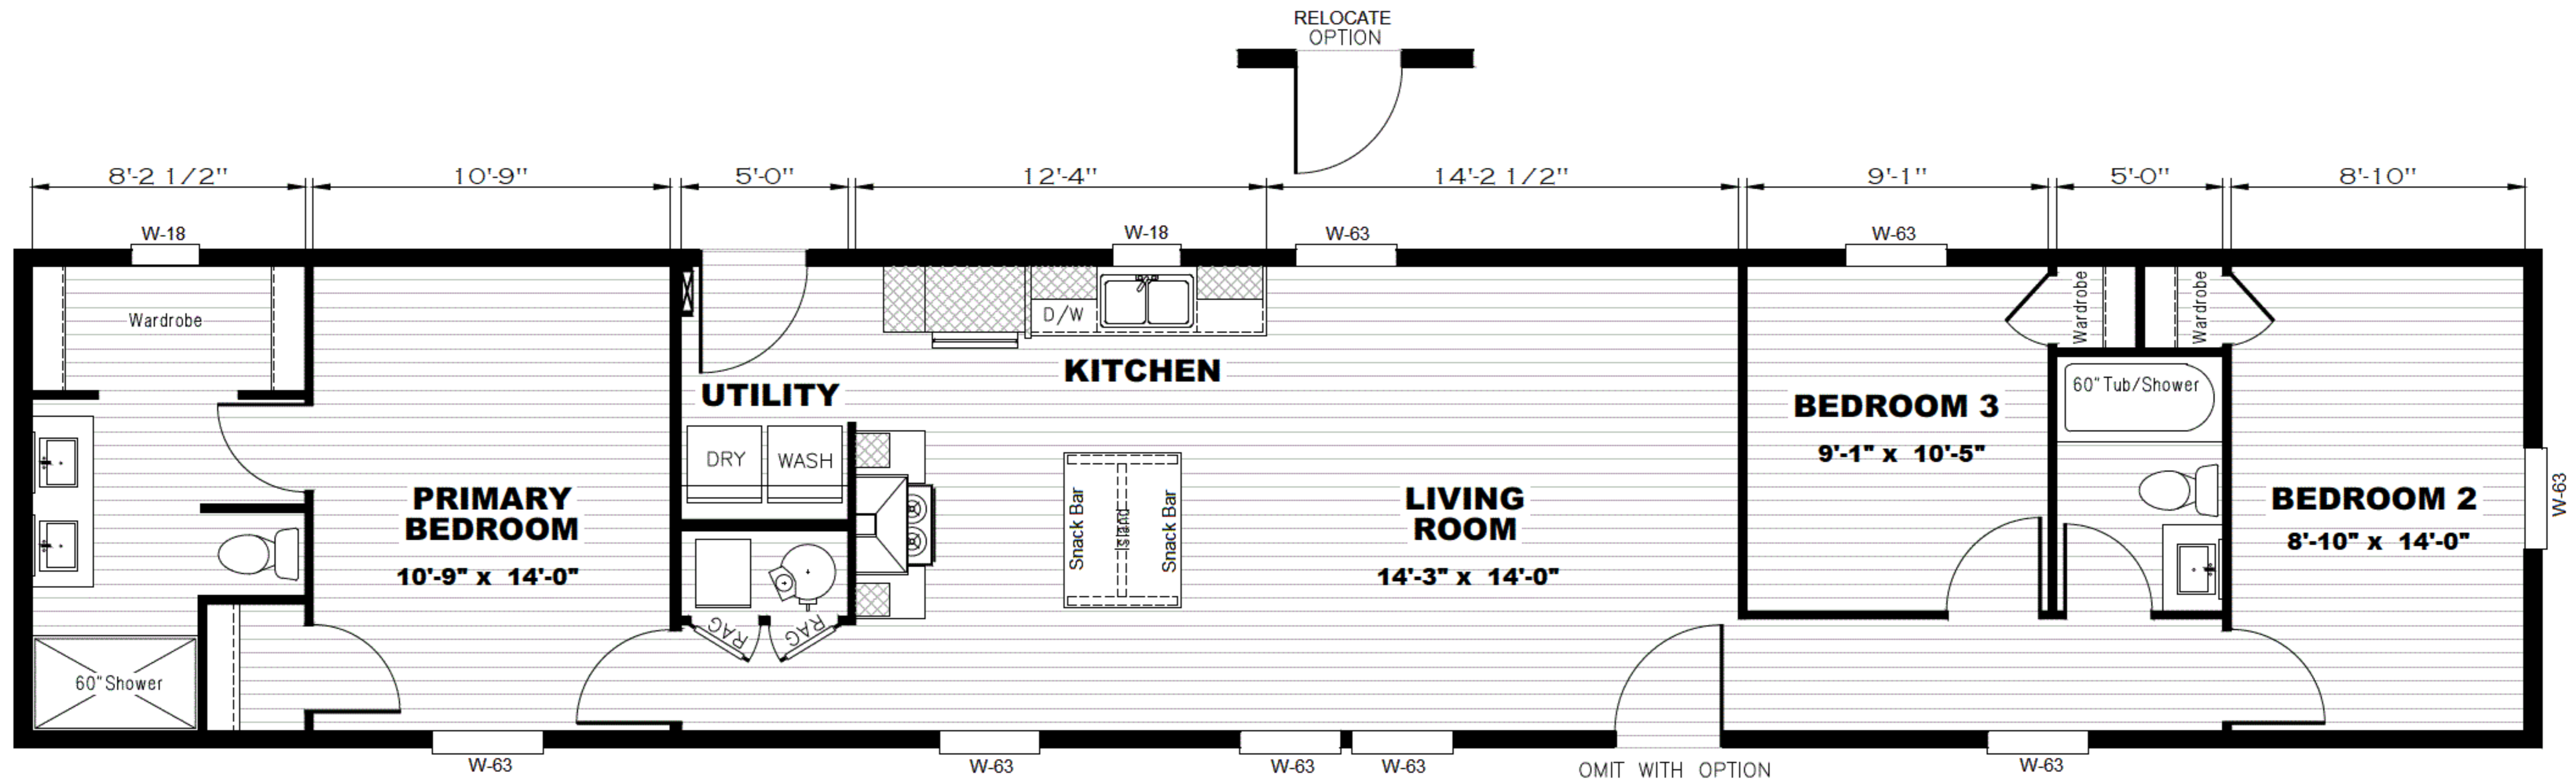 RELOCATE
OPTION
8'-2 1/2"
10'-9"
5'-0"
12'-4"
14'-2 1/2"
9'-1"
5'-0"
8'-10"
W-18
W-18
W-63
W-63
Wardrobe
D/W
Wardrobe
Wardrobe
KITCHEN
UTILITY
60" Tub/Shower
BEDROOM 3
9'-1" x 10'-5"
DRY
WASH
PRIMARY
BEDROOM
10'-9" x 14'-0"
Snack Bar
Island
Snack Bar
LIVING
ROOM
14'-3" x 14'-0"
BEDROOM 2
8'-10" x 14'-0"
W-63
RAG
RAG
60" Shower
W-63
W-63
W-63
W-63
OMIT WITH OPTION
W-63